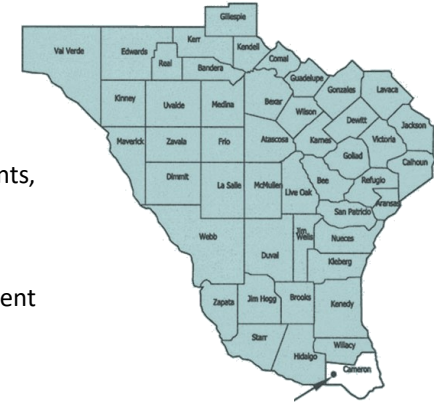 Gillespie
Kerr
Kendell
Val Verde
Edwards
Real
Bandera
Comal
Guadelupe
Gonzales
Lavaca
Kinney
Uvalde
Medina
Bexar
Wilson
Dewitt
Jackson
Maverick
Zavala
Frio
Atascosa
Karnes
Victoria
Goliad
Calhoun
nts,
Dimmit
La Salle
McMullen
Live Oak
Bee
Refugio
Aransas
San Patricio
Webb
Duval
Jim
Wells
Nueces
Kleberg
ent
Zapata
Jim Hogg
Brooks
Kenedy
Starr
Hidalgo
Willacy
Cameron